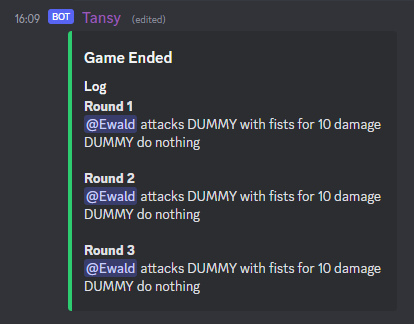 16:09 BOT Tansy (edited)
Game Ended
Log
Round 1
@Ewald attacks DUMMY with fists for 10 damage
DUMMY do nothing
Round 2
@Ewald attacks DUMMY with fists for 10 damage
DUMMY do nothing
Round 3
@Ewald attacks DUMMY with fists for 10 damage
DUMMY do nothing